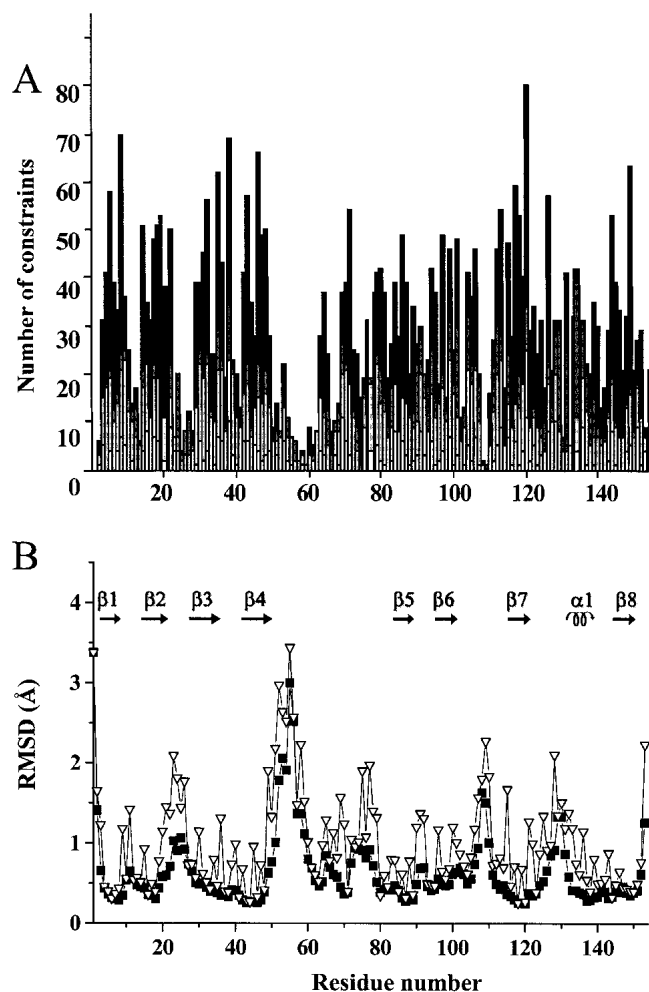 A
Number of constraints
80
70
60
50
40
30
20
10
0
20 40 60 80 100 120 140
B
RMSD (Å)
4
3
2
1
0
β1 β2 β3 β4 β5 β6 β7 α1 β8
0 20 40 60 80 100 120 140
Residue number